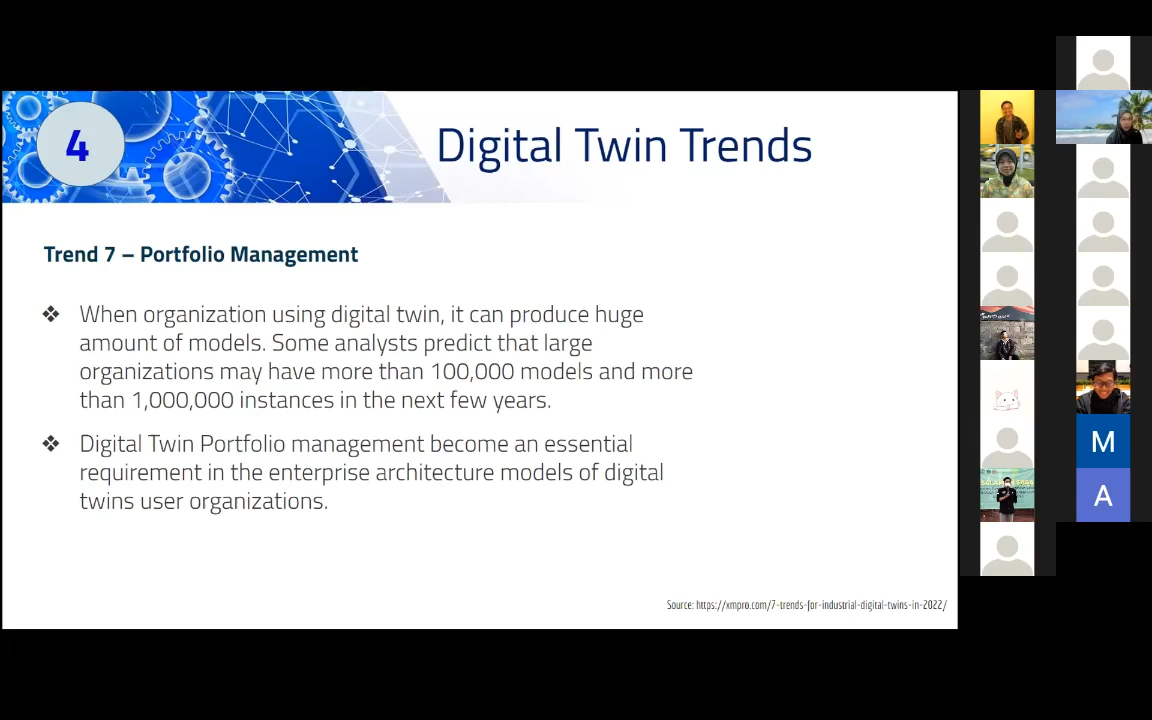 4
Digital Twin Trends
Trend 7 – Portfolio Management
❖ When organization using digital twin, it can produce huge
amount of models. Some analysts predict that large
organizations may have more than 100,000 models and more
than 1,000,000 instances in the next few years.
❖ Digital Twin Portfolio management become an essential
requirement in the enterprise architecture models of digital
twins user organizations.
Source: https://xmpro.com/7-trends-for-industrial-digital-twins-in-2022/
M
A